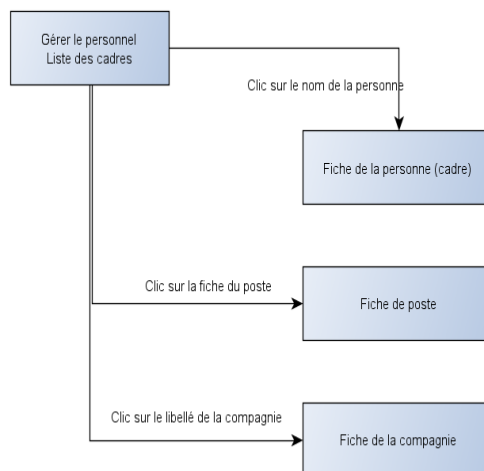 Gérer le personnel
Liste des cadres
Clic sur le nom de la personne
Fiche de la personne (cadre)
Clic sur la fiche du poste
Fiche de poste
Clic sur le libellé de la compagnie
Fiche de la compagnie